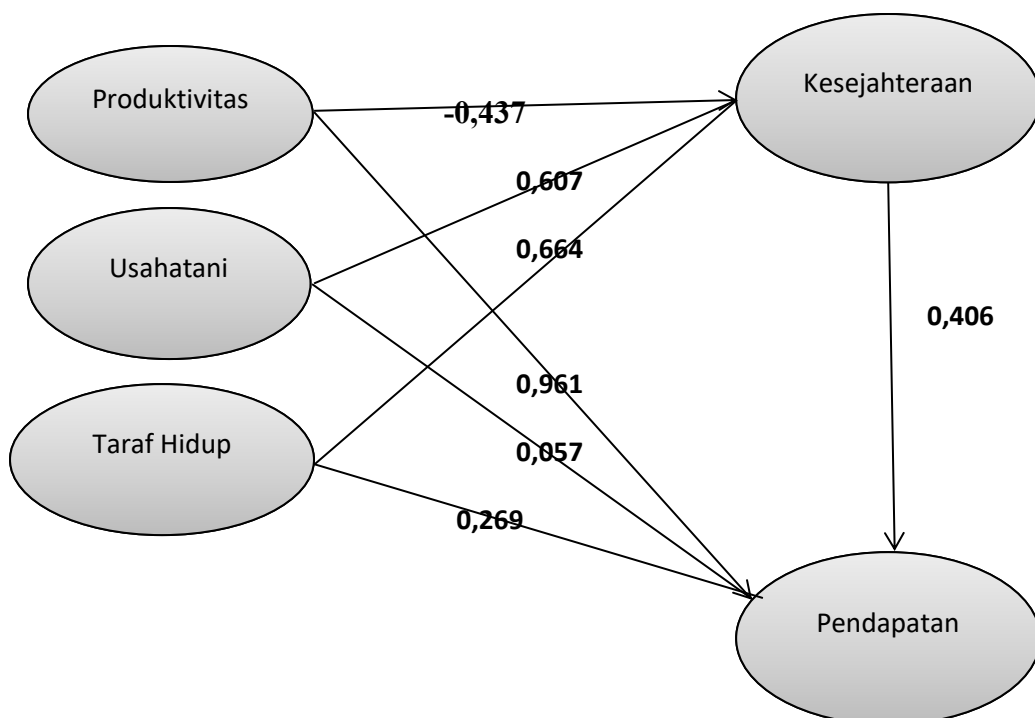 Kesejahteraan
Produktivitas
-0,437
0,607
0,664
Usahatani
0,406
0,961
Taraf Hidup
0,057
0,269
Pendapatan